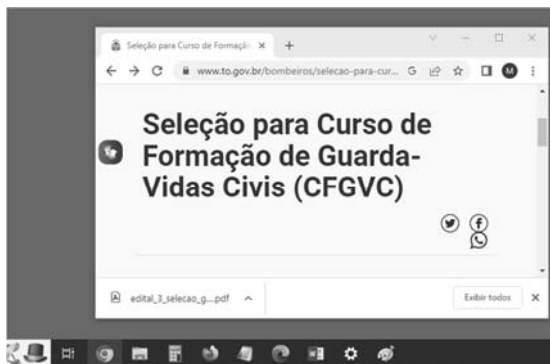 Seleção para Curso de Formaçã
www.to.gov.br/bombeiros/selecao-para-cur...
M
Seleção para Curso de
Formação de Guarda-
Vidas Civis (CFGVC)
edital_3_selecao_g....pdf
Exibir todos